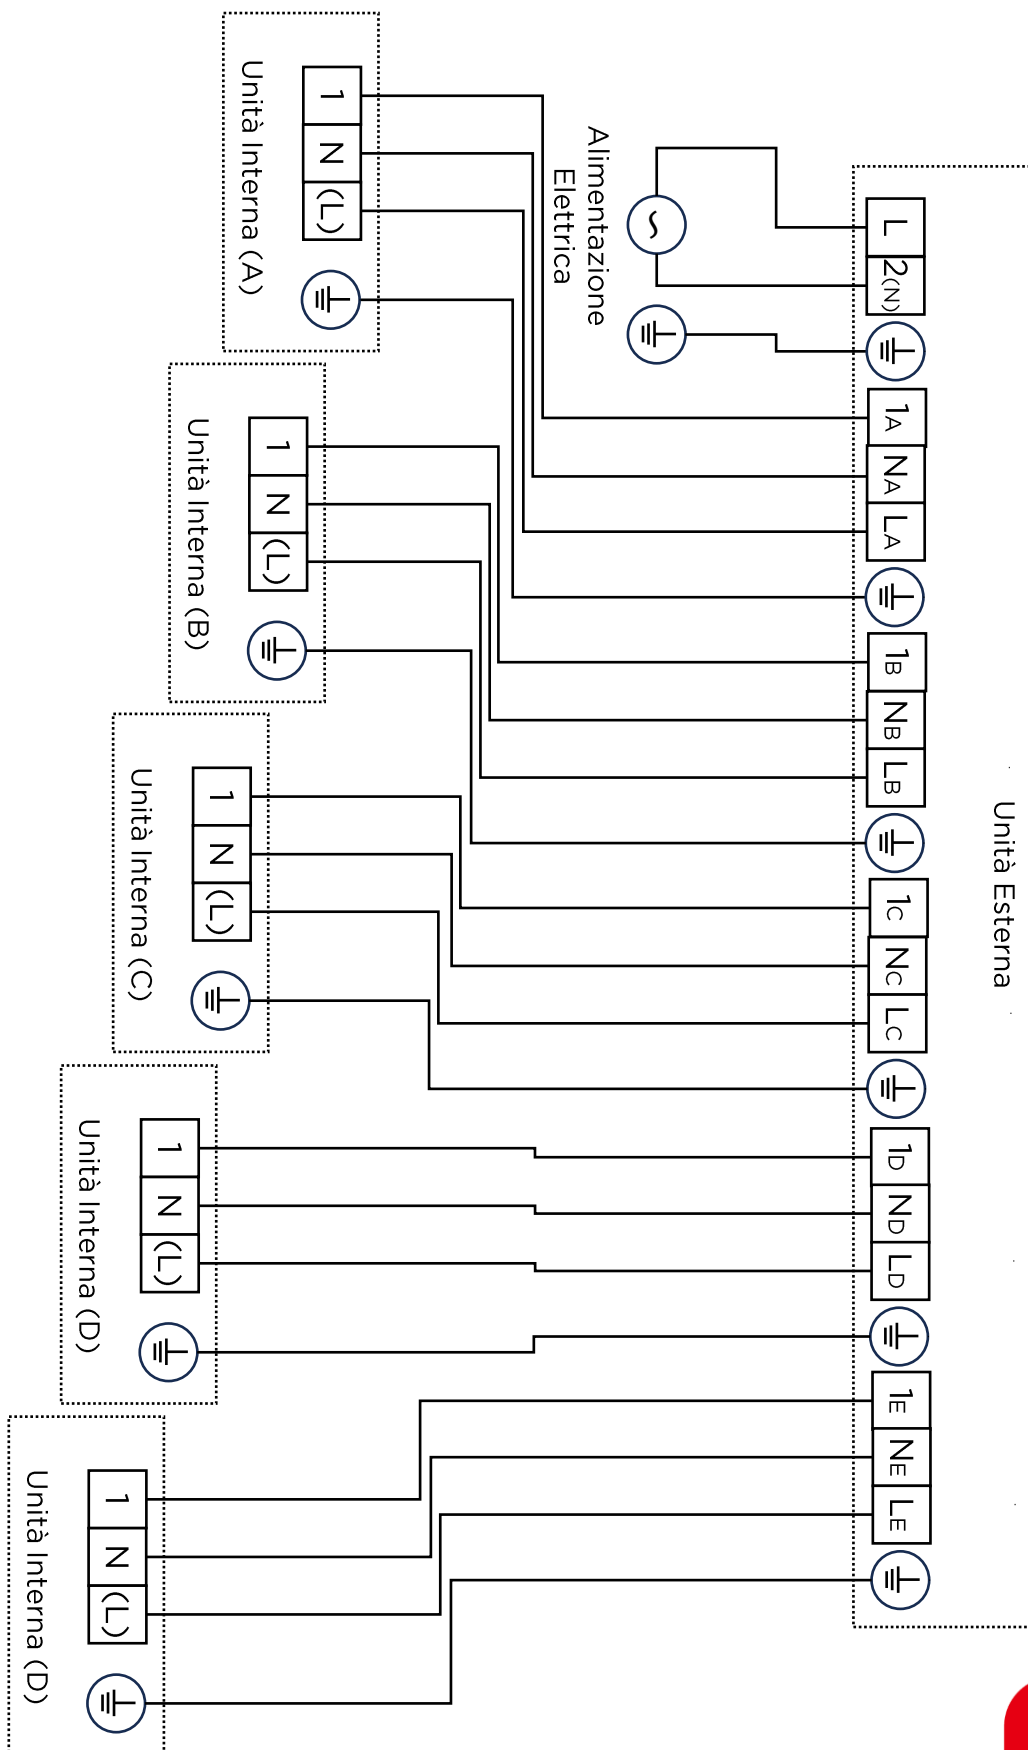 Unità Esterna
L
2(N)
1A
NA
LA
1B
NB
LB
1C
NC
LC
1D
ND
LD
1E
NE
LE
Alimentazione
Elettrica
~
1
N
(L)
Unità Interna (A)
1
N
(L)
Unità Interna (B)
1
N
(L)
Unità Interna (C)
1
N
(L)
Unità Interna (D)
1
N
(L)
Unità Interna (D)